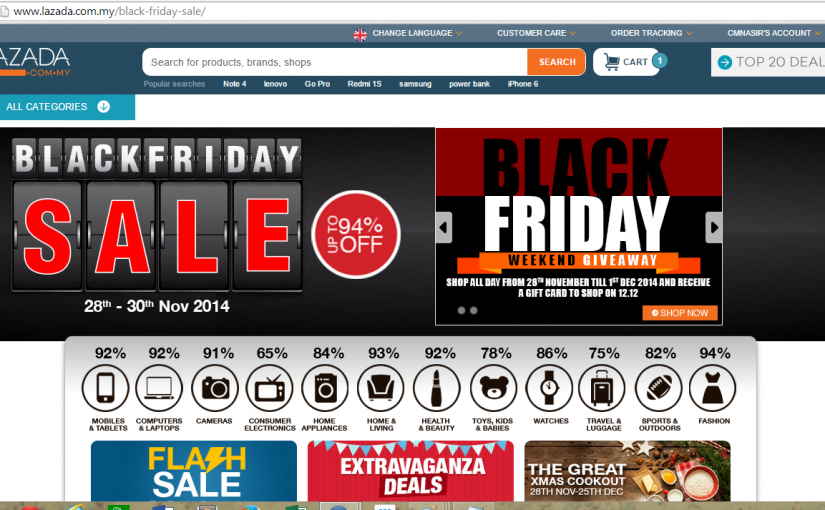 www.lazada.com.my/black-friday-sale/
CHANGE LANGUAGE CUSTOMER CARE ORDER TRACKING CMNASIR'S ACCOUNT
AZADA
.COM.MY
Search for products, brands, shops SEARCH CART 1 TOP 20 DEAL
Popular searches Note 4 lenovo Go Pro Redmi 1S samsung power bank iPhone 6
ALL CATEGORIES
BLACKFRIDAY
SALE
UP TO 94% OFF
28th - 30th Nov 2014
BLACK
FRIDAY
WEEKEND GIVEAWAY
SHOP ALL DAY FROM 28TH NOVEMBER TILL 1ST DEC 2014 AND RECEIVE
A GIFT CARD TO SHOP ON 12.12
SHOP NOW
92% 92% 91% 65% 84% 93% 92% 78% 86% 75% 82% 94%
MOBILES & TABLETS
COMPUTERS & LAPTOPS
CAMERAS
CONSUMER ELECTRONICS
HOME APPLIANCES
HOME & LIVING
HEALTH & BEAUTY
TOYS, KIDS & BABIES
WATCHES
TRAVEL & LUGGAGE
SPORTS & OUTDOORS
FASHION
FLASH
SALE
EXTRAVAGANZA
DEALS
THE GREAT
XMAS COOKOUT
28TH NOV-25TH DEC